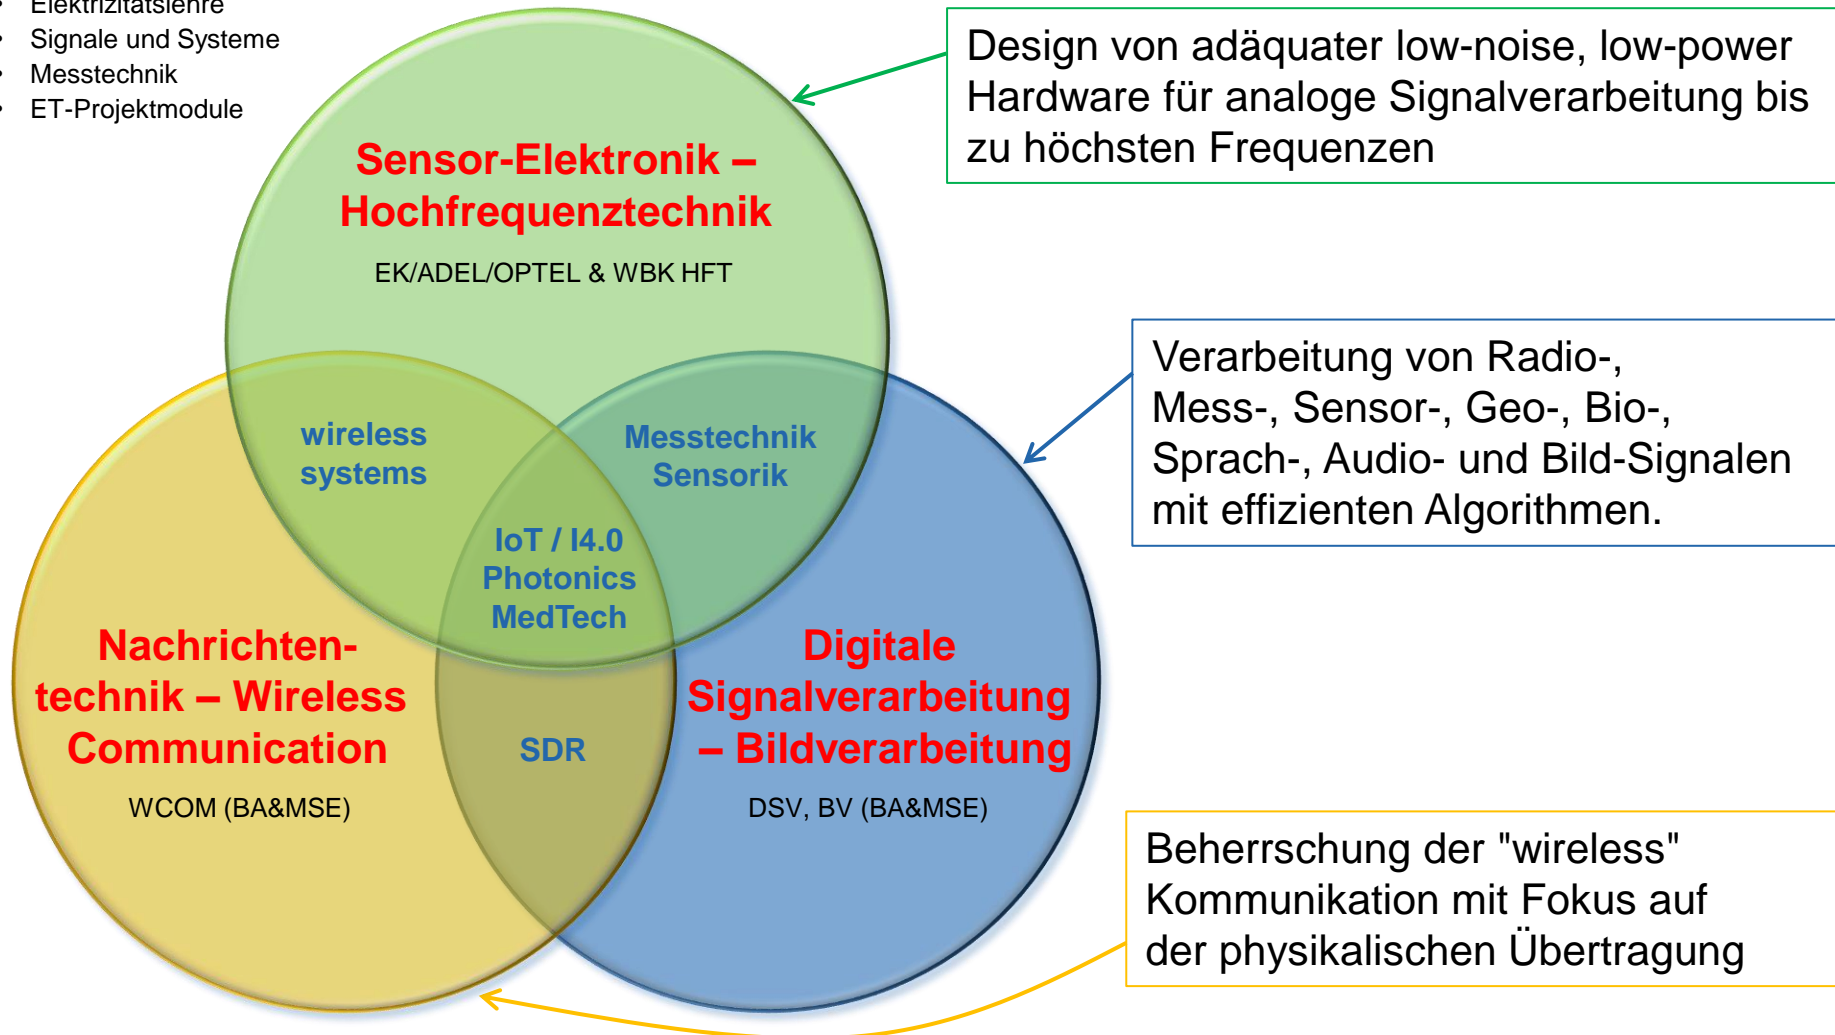 • Elektrizitätslehre
• Signale und Systeme
• Messtechnik
• ET-Projektmodule
Design von adäquater low-noise, low-power
Hardware für analoge Signalverarbeitung bis
zu höchsten Frequenzen
Sensor-Elektronik –
Hochfrequenztechnik
EK/ADEL/OPTEL & WBK HFT
Verarbeitung von Radio-,
Mess-, Sensor-, Geo-, Bio-,
Sprach-, Audio- und Bild-Signalen
mit effizienten Algorithmen.
wireless
systems
Messtechnik
Sensorik
IoT / I4.0
Photonics
MedTech
Nachrichten-
technik – Wireless
Communication
WCOM (BA&MSE)
SDR
Digitale
Signalverarbeitung
– Bildverarbeitung
DSV, BV (BA&MSE)
Beherrschung der "wireless"
Kommunikation mit Fokus auf
der physikalischen Übertragung